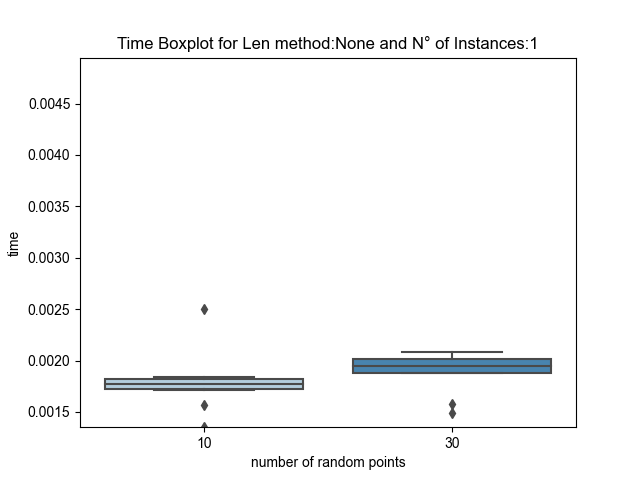 Time Boxplot for Len method:None and N° of Instances:1
0.0045
0.0040
0.0035
0.0030
0.0025
0.0020
0.0015
time
10 30
number of random points